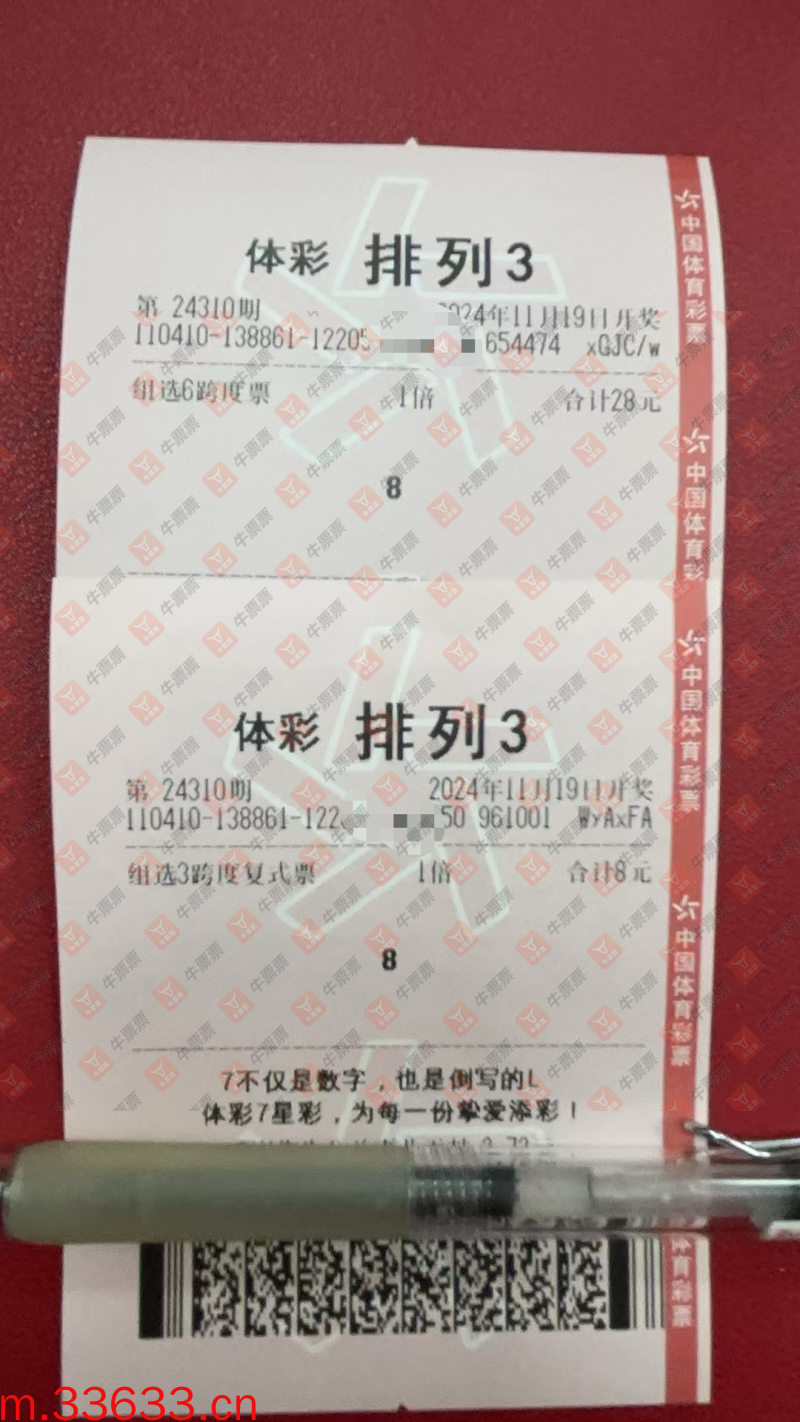 体彩 排列3
第 24310期 2024年11月19日开奖
110410-138861-12205 654474 xQJC/w
组选6跨度票 1倍 合计28元
8
体彩 排列3
第 24310期 2024年11月19日开奖
110410-138861-122 50 961001 WyAxFA
组选3跨度复式票 1倍 合计8元
8
7不仅是数字，也是倒写的L
体彩7星彩，为每一份挚爱添彩！
中国体育彩票
中国体育彩
中国体育彩票
中国体育彩票
体育彩票
牛票票
m.33633.cn